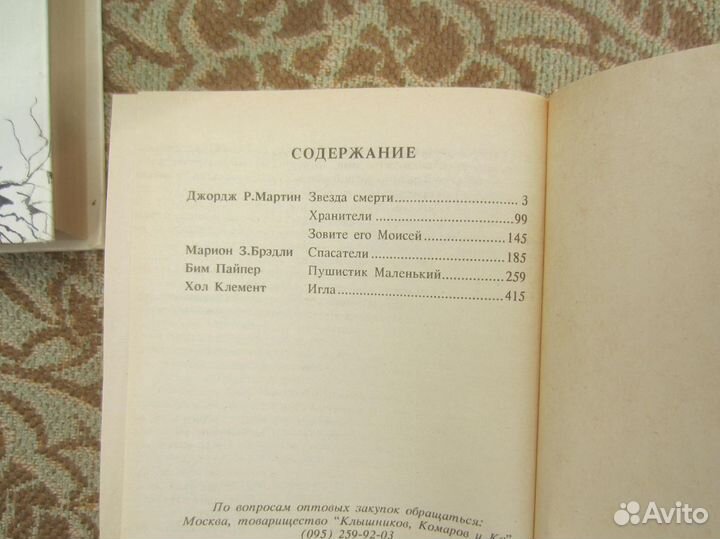 СОДЕРЖАНИЕ
Джордж Р.Мартин Звезда смерти 3
Хранители 99
Зовите его Моисей 145
Марион З.Брэдли Спасатели 185
Бим Пайпер Пушистик Маленький 259
Хол Клемент Игла 415
По вопросам оптовых закупок обращаться:
Москва, товарищество "Клышников, Комаров и Ко"
(095) 259-92-03
Avito